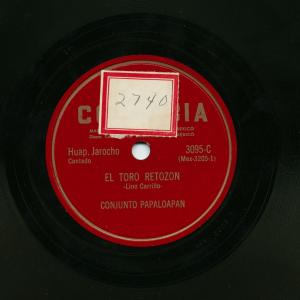 2740
Huap. Jarocho
Cantado
3095-C
(Mex-3205-1)
EL TORO RETOZON
-Lino Carrillo-
CONJUNTO PAPALOAPAN